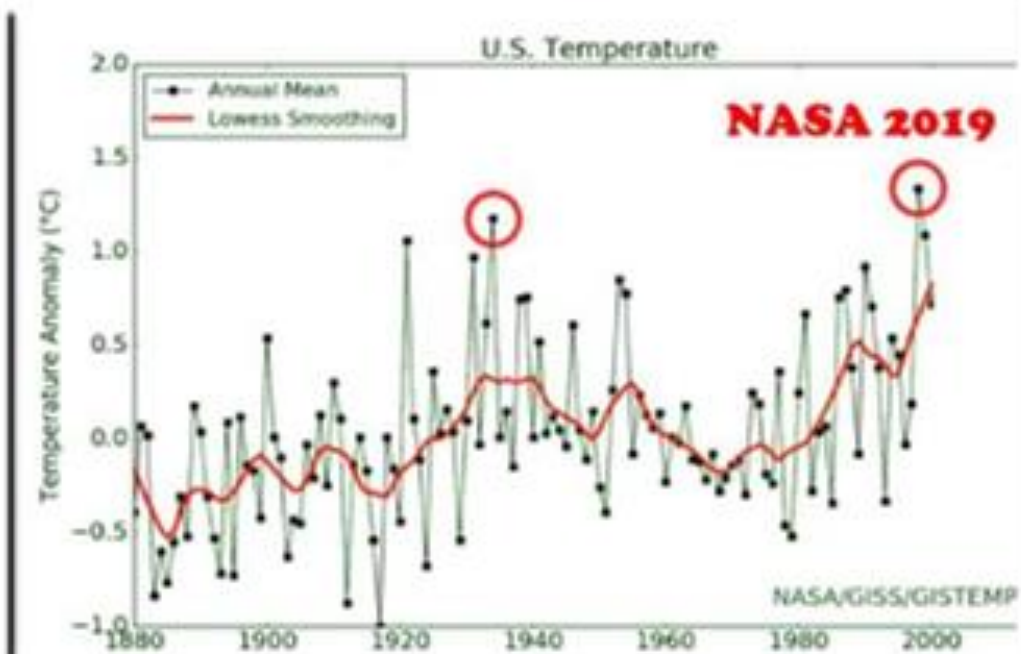 U.S. Temperature
2.0
Annual Mean
Lowess Smoothing
NASA 2019
1.5
1.0
0.5
0.0
−0.5
−1.0
Temperature Anomaly (°C)
NASA/GISS/GISTEMP
1880 1900 1920 1940 1960 1980 2000